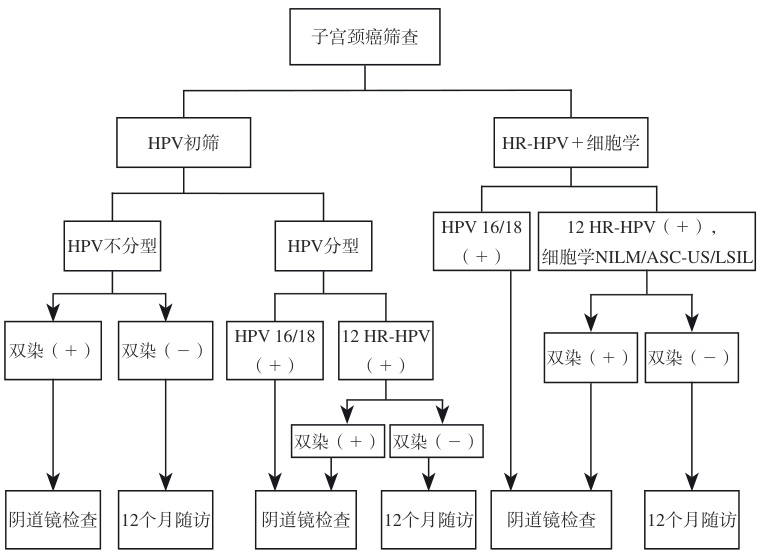 子宫颈癌筛查
HPV初筛
HR-HPV＋细胞学
HPV不分型
HPV分型
HPV 16/18
（＋）
12 HR-HPV（＋），
细胞学NILM/ASC-US/LSIL
双染（＋）
双染（－）
HPV 16/18
（＋）
12 HR-HPV
（＋）
双染（＋）
双染（－）
双染（＋）
双染（－）
阴道镜检查
12个月随访
阴道镜检查
12个月随访
阴道镜检查
12个月随访